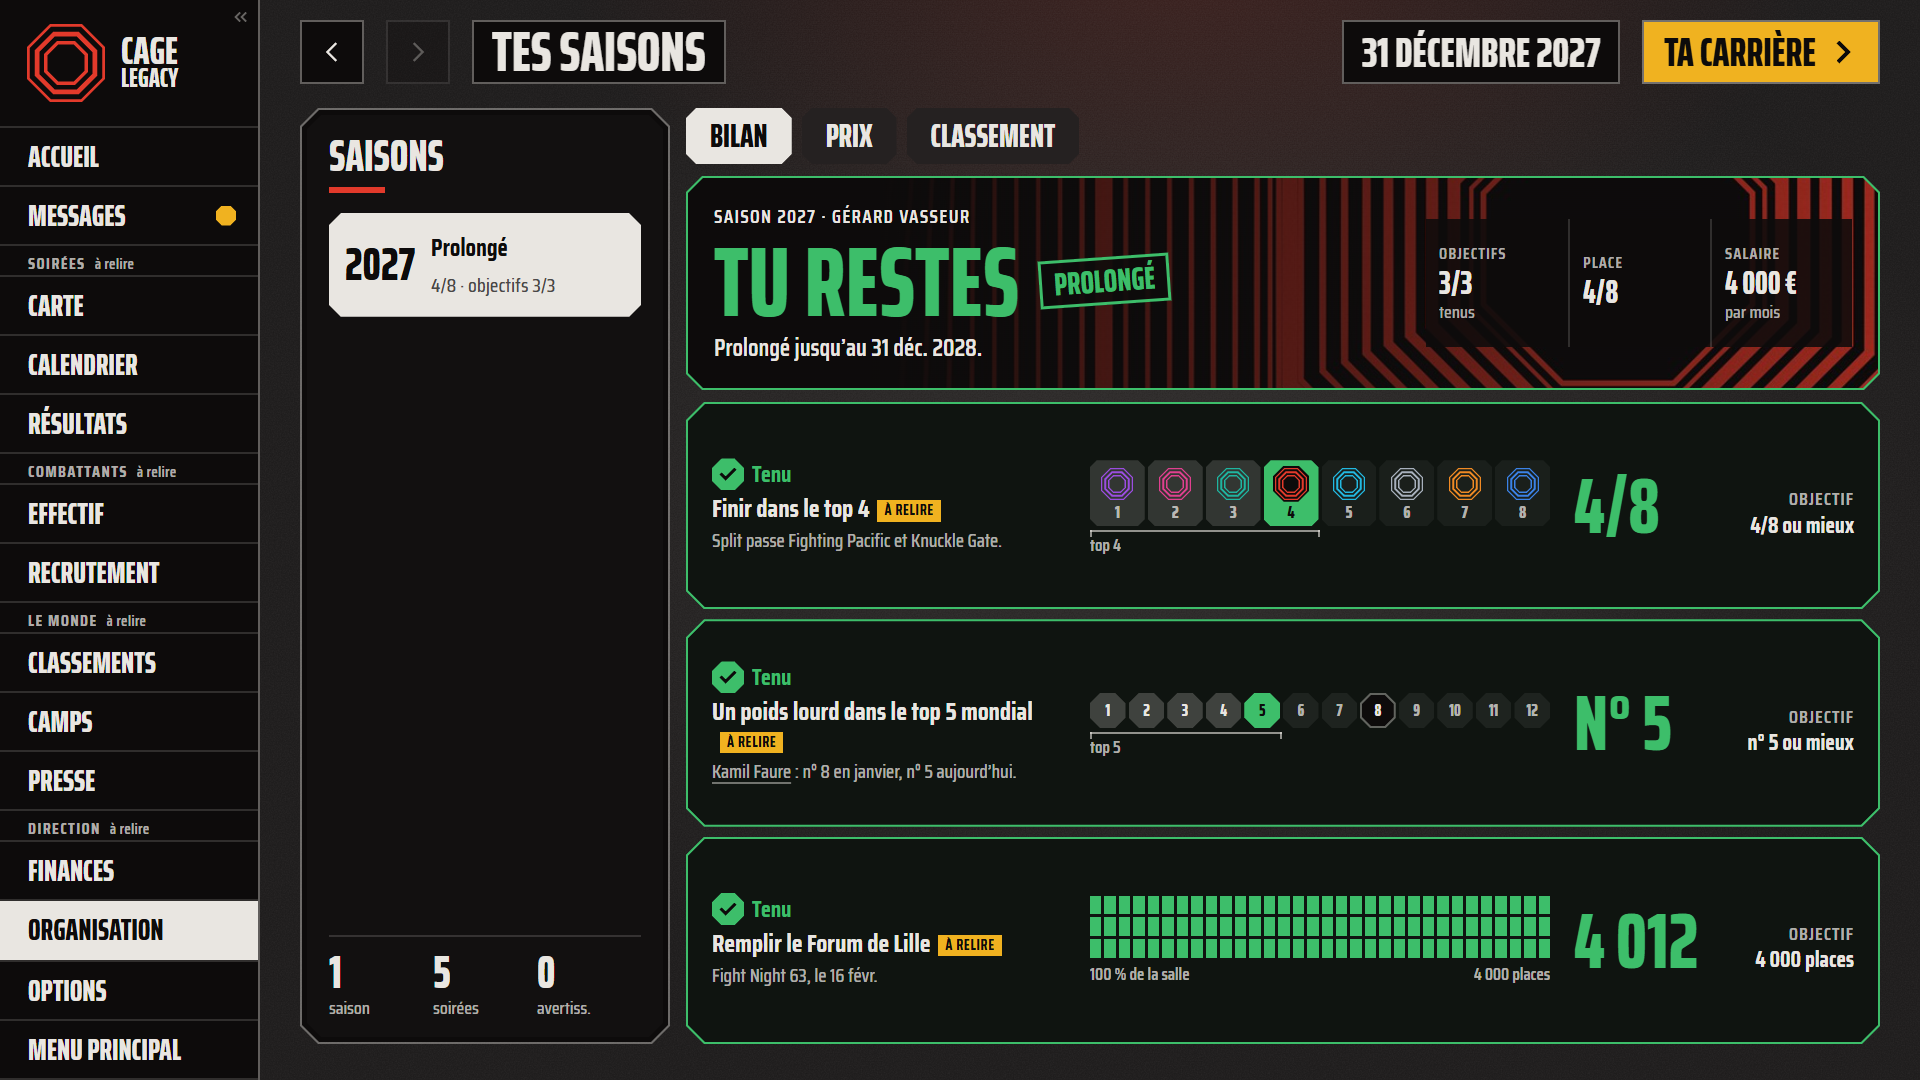 CAGE
LEGACY
ACCUEIL
MESSAGES
SOIRÉES à relire
CARTE
CALENDRIER
RÉSULTATS
COMBATTANTS à relire
EFFECTIF
RECRUTEMENT
LE MONDE à relire
CLASSEMENTS
CAMPS
PRESSE
DIRECTION à relire
FINANCES
ORGANISATION
OPTIONS
MENU PRINCIPAL
TES SAISONS
31 DÉCEMBRE 2027
TA CARRIÈRE
SAISONS
2027
Prolongé
4/8 · objectifs 3/3
1
saison
5
soirées
0
avertiss.
BILAN
PRIX
CLASSEMENT
SAISON 2027 · GÉRARD VASSEUR
TU RESTES
PROLONGÉ
Prolongé jusqu'au 31 déc. 2028.
OBJECTIFS
3/3
tenus
PLACE
4/8
SALAIRE
4 000 €
par mois
Tenu
Finir dans le top 4 À RELIRE
Split passe Fighting Pacific et Knuckle Gate.
1 2 3 4 5 6 7 8
top 4
4/8
OBJECTIF
4/8 ou mieux
Tenu
Un poids lourd dans le top 5 mondial
À RELIRE
Kamil Faure : n° 8 en janvier, n° 5 aujourd'hui.
1 2 3 4 5 6 7 8 9 10 11 12
top 5
N° 5
OBJECTIF
n° 5 ou mieux
Tenu
Remplir le Forum de Lille À RELIRE
Fight Night 63, le 16 févr.
100 % de la salle
4 000 places
4 012
OBJECTIF
4 000 places